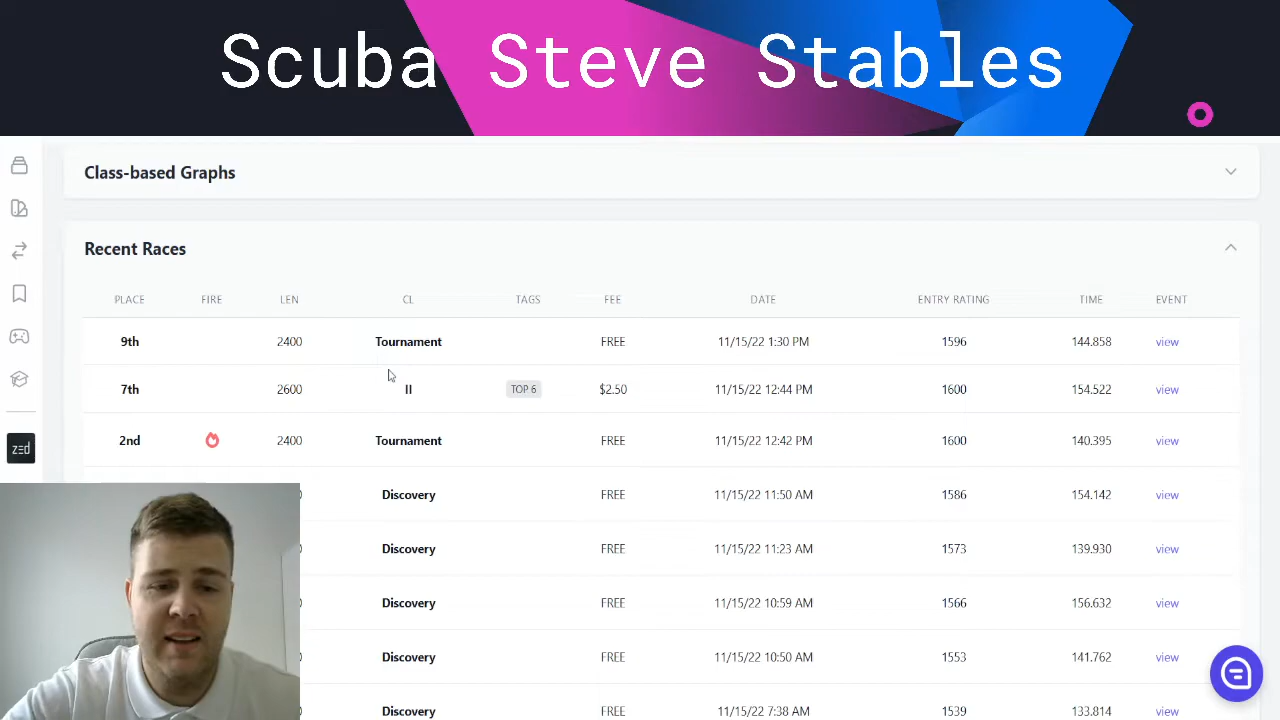 Scuba Steve Stables
Class-based Graphs
Recent Races
PLACE FIRE LEN CL TAGS FEE DATE ENTRY RATING TIME EVENT
9th 2400 Tournament FREE 11/15/22 1:30 PM 1596 144.858 view
7th 2600 II TOP 6 $2.50 11/15/22 12:44 PM 1600 154.522 view
2nd 2400 Tournament FREE 11/15/22 12:42 PM 1600 140.395 view
zed
Discovery FREE 11/15/22 11:50 AM 1586 154.142 view
Discovery FREE 11/15/22 11:23 AM 1573 139.930 view
Discovery FREE 11/15/22 10:59 AM 1566 156.632 view
Discovery FREE 11/15/22 10:50 AM 1553 141.762 view
Discovery FREE 11/15/22 7:38 AM 1539 133.814 view